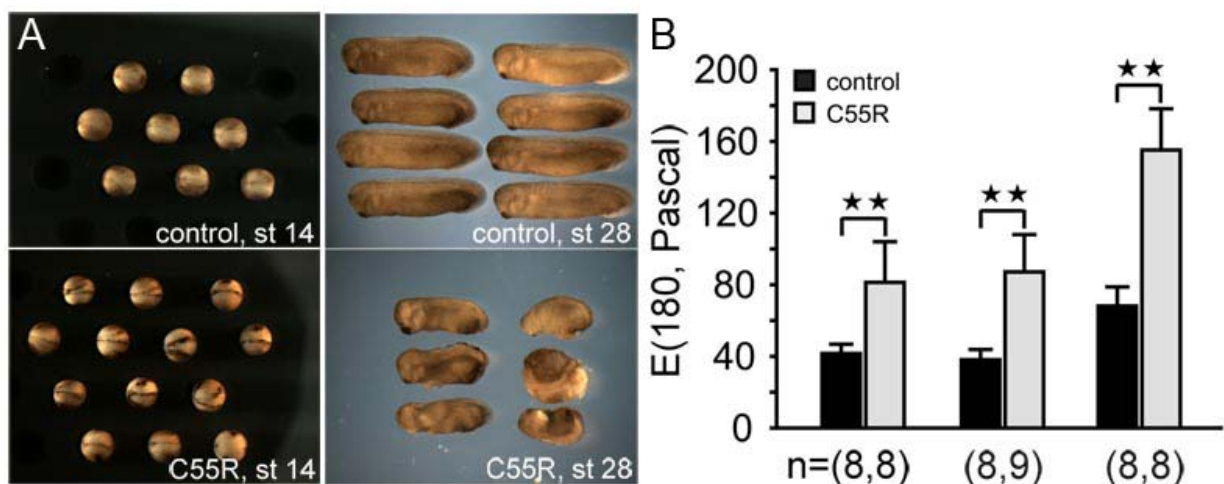 A
control, st 14
control, st 28
C55R, st 14
C55R, st 28
B
E(180, Pascal)
200
160
120
80
40
0
control
C55R
★★
★★
★★
n=(8,8) (8,9) (8,8)